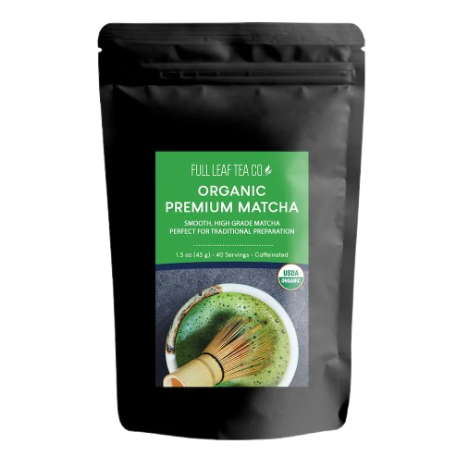 FULL LEAF TEA CO.
ORGANIC
PREMIUM MATCHA
SMOOTH, HIGH GRADE MATCHA
PERFECT FOR TRADITIONAL PREPARATION
1.5 oz (45 g) - 40 Servings - Caffeinated
USDA
ORGANIC